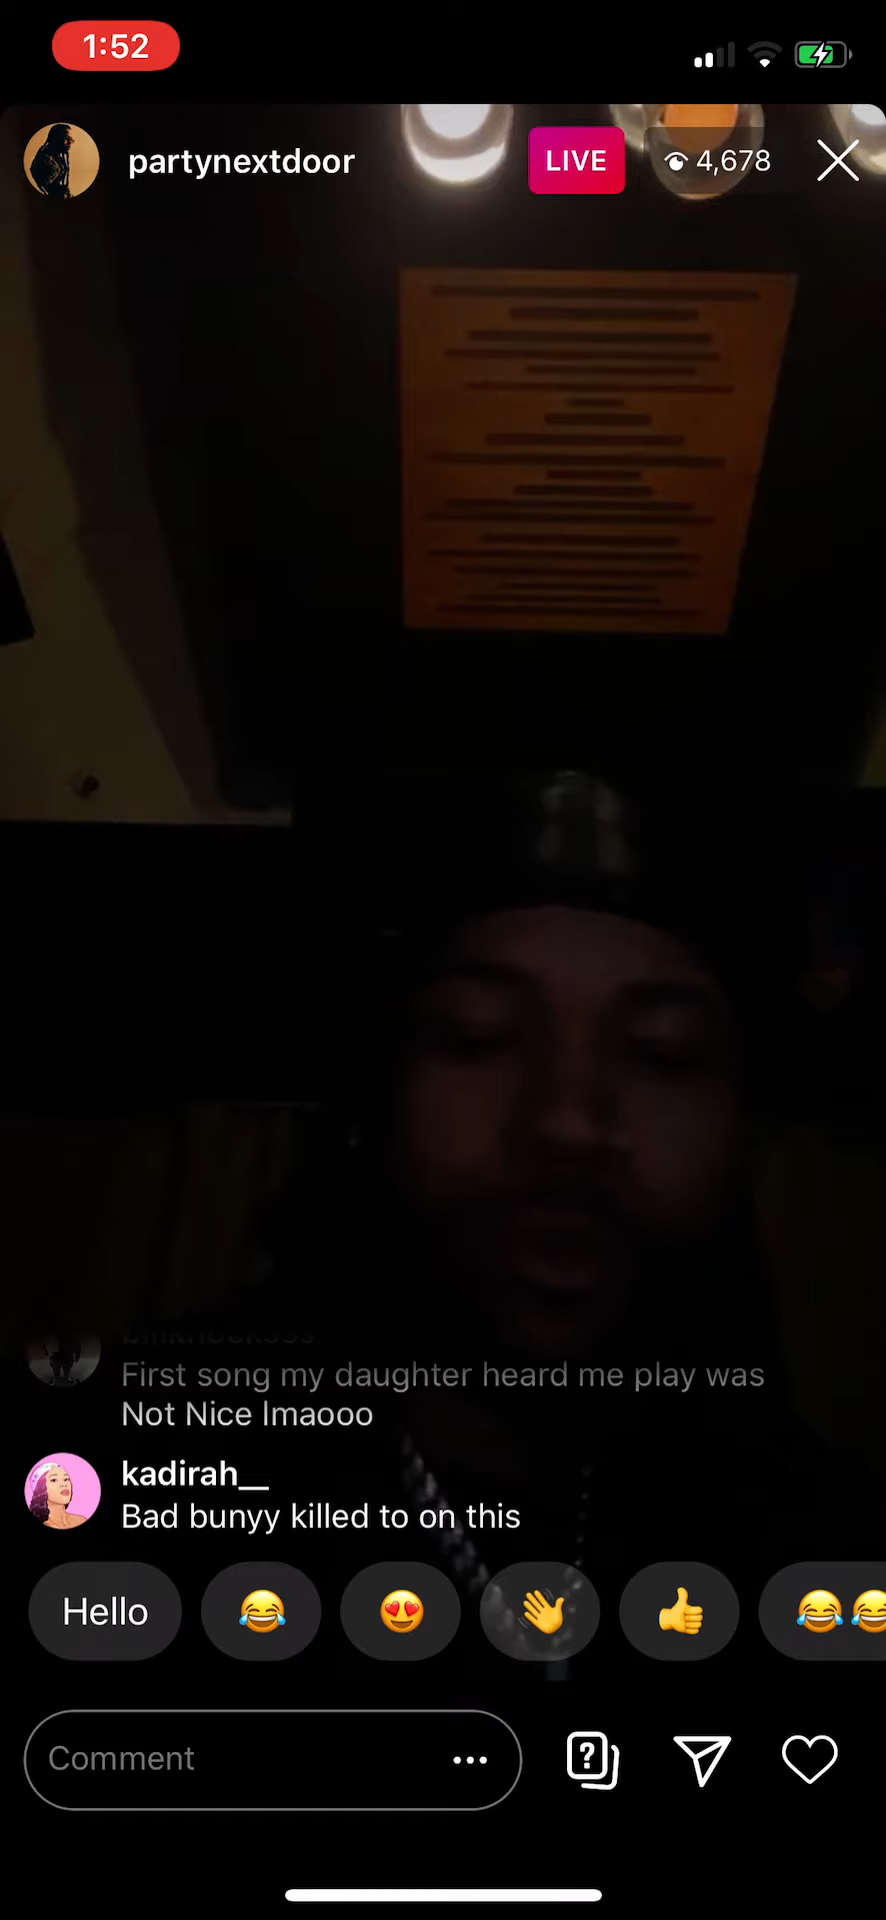 1:52
partynextdoor
LIVE
4,678
First song my daughter heard me play was
Not Nice lmaooo
kadirah__
Bad bunyy killed to on this
Hello
Comment